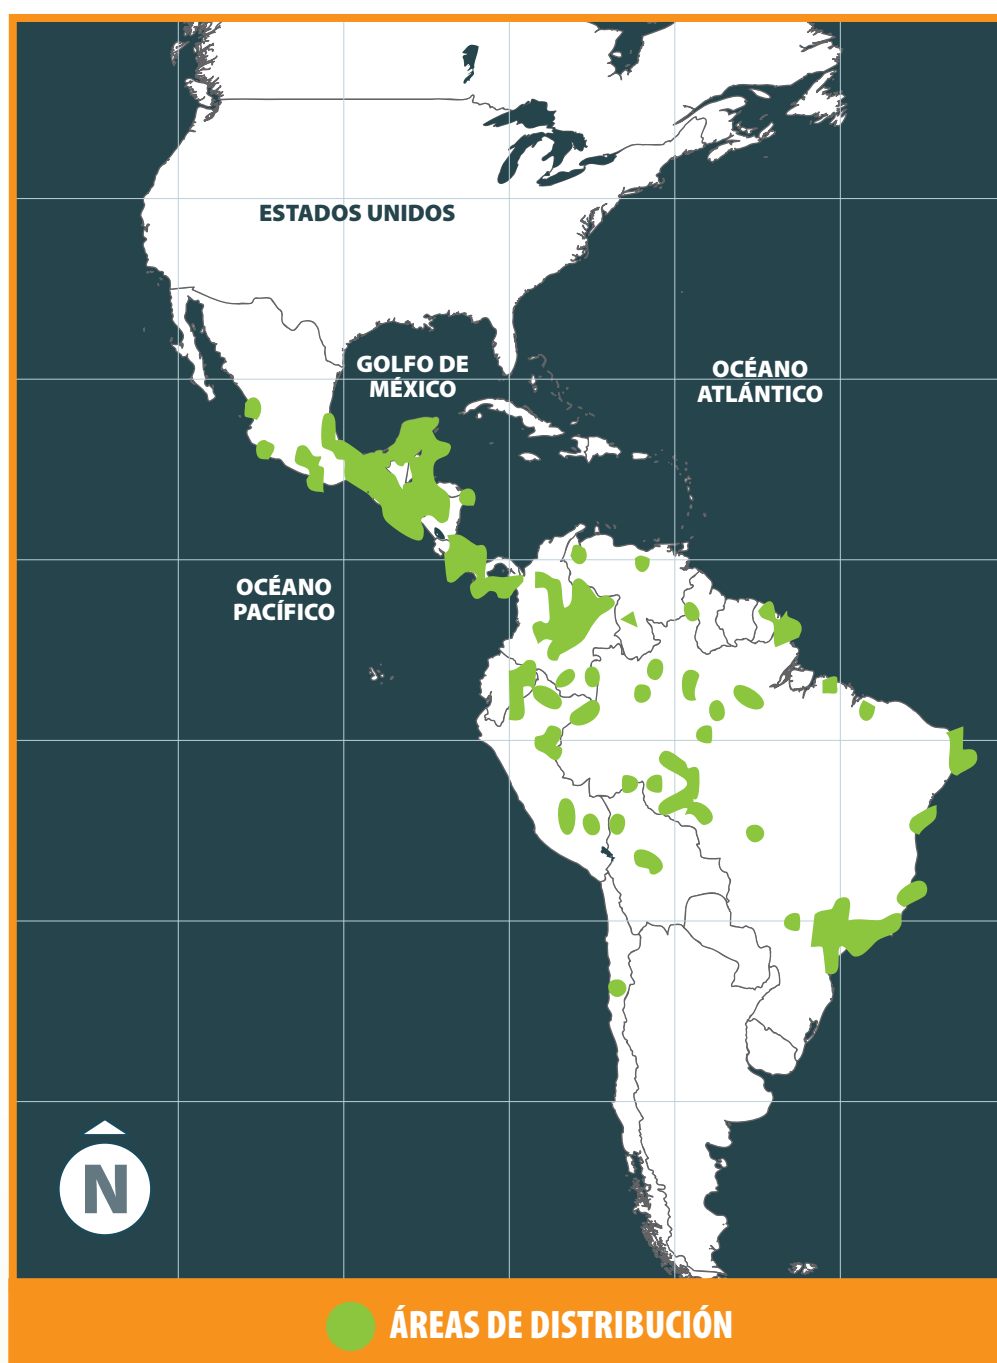 ESTADOS UNIDOS
GOLFO DE
MÉXICO
OCÉANO
ATLÁNTICO
OCÉANO
PACÍFICO
N
ÁREAS DE DISTRIBUCIÓN